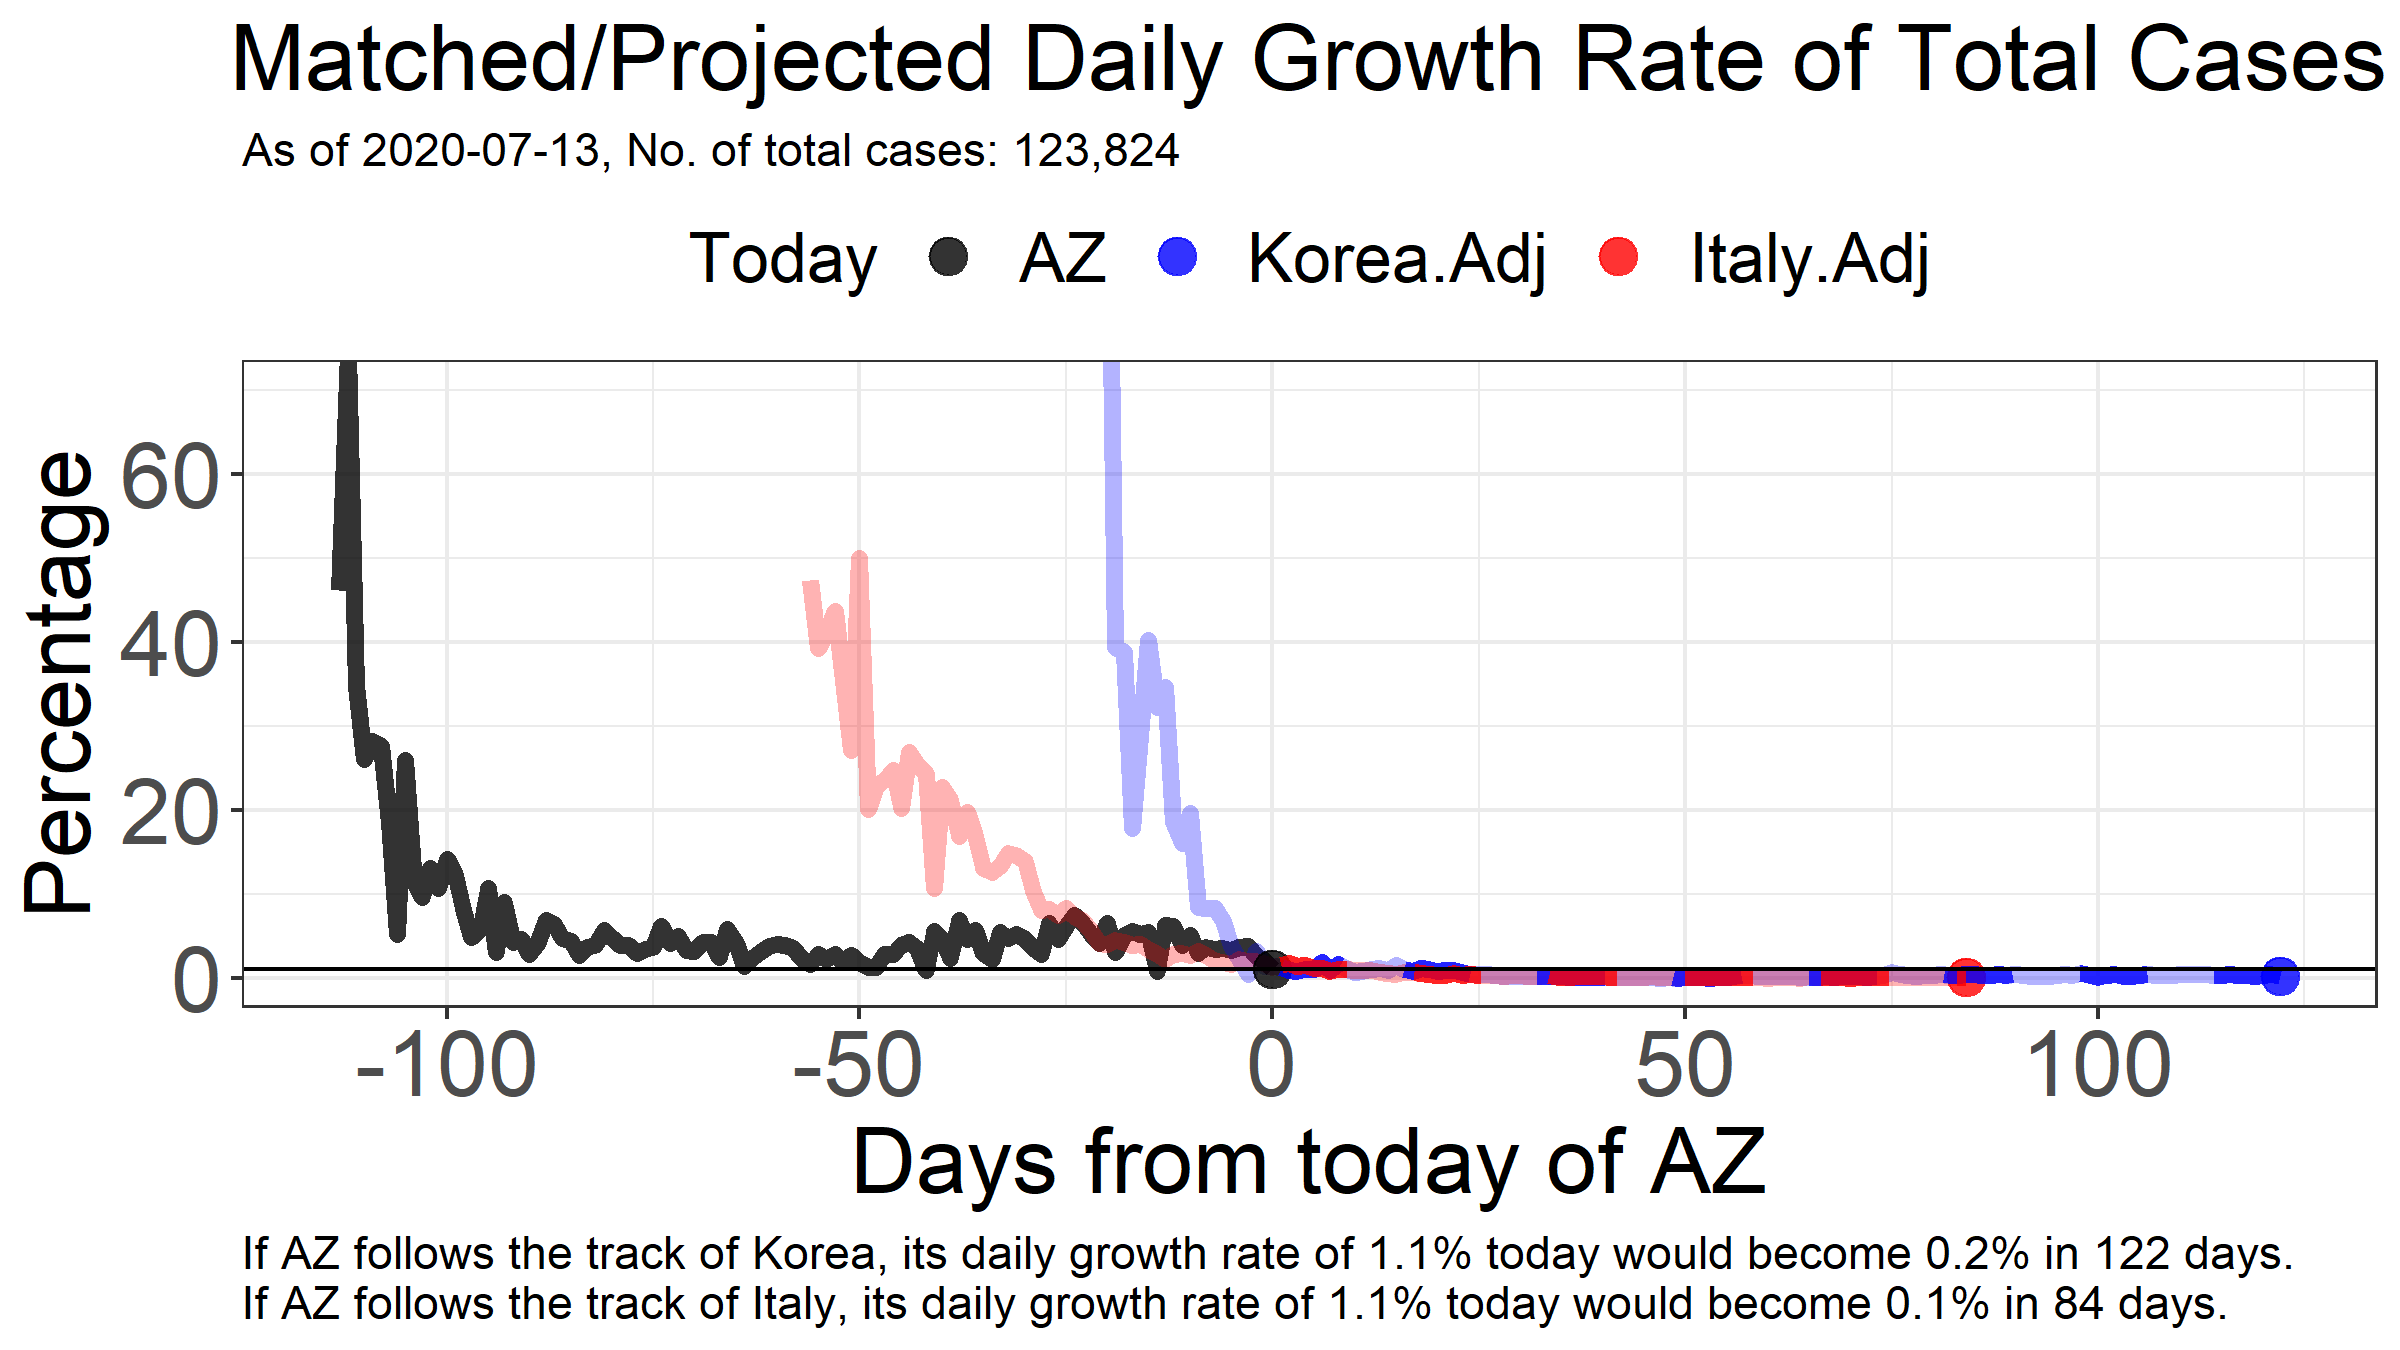 Matched/Projected Daily Growth Rate of Total Cases
As of 2020-07-13, No. of total cases: 123,824
Today AZ Korea.Adj Italy.Adj
Percentage
60
40
20
0
-100 -50 0 50 100
Days from today of AZ
If AZ follows the track of Korea, its daily growth rate of 1.1% today would become 0.2% in 122 days.
If AZ follows the track of Italy, its daily growth rate of 1.1% today would become 0.1% in 84 days.